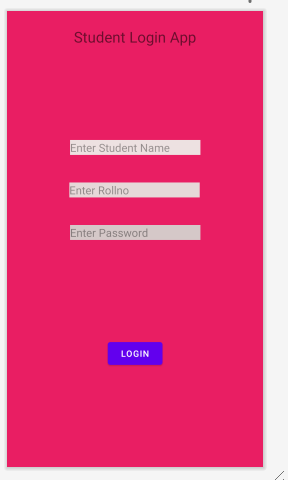 Student Login App
Enter Student Name
Enter Rollno
Enter Password
LOGIN